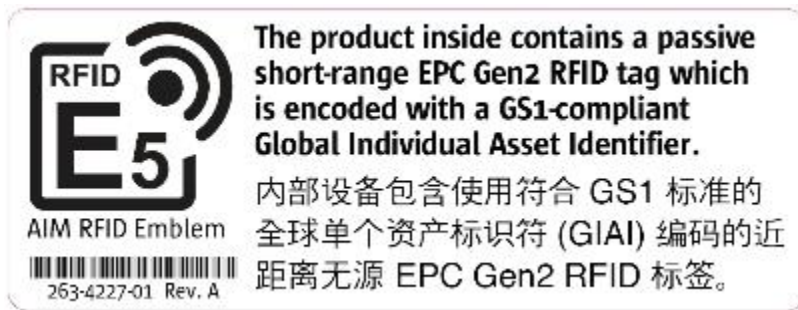 RFID
E5
AIM RFID Emblem
263-4227-01 Rev. A
The product inside contains a passive
short-range EPC Gen2 RFID tag which
is encoded with a GS1-compliant
Global Individual Asset Identifier.
内部设备包含使用符合 GS1 标准的
全球单个资产标识符 (GIAI) 编码的近
距离无源 EPC Gen2 RFID 标签。